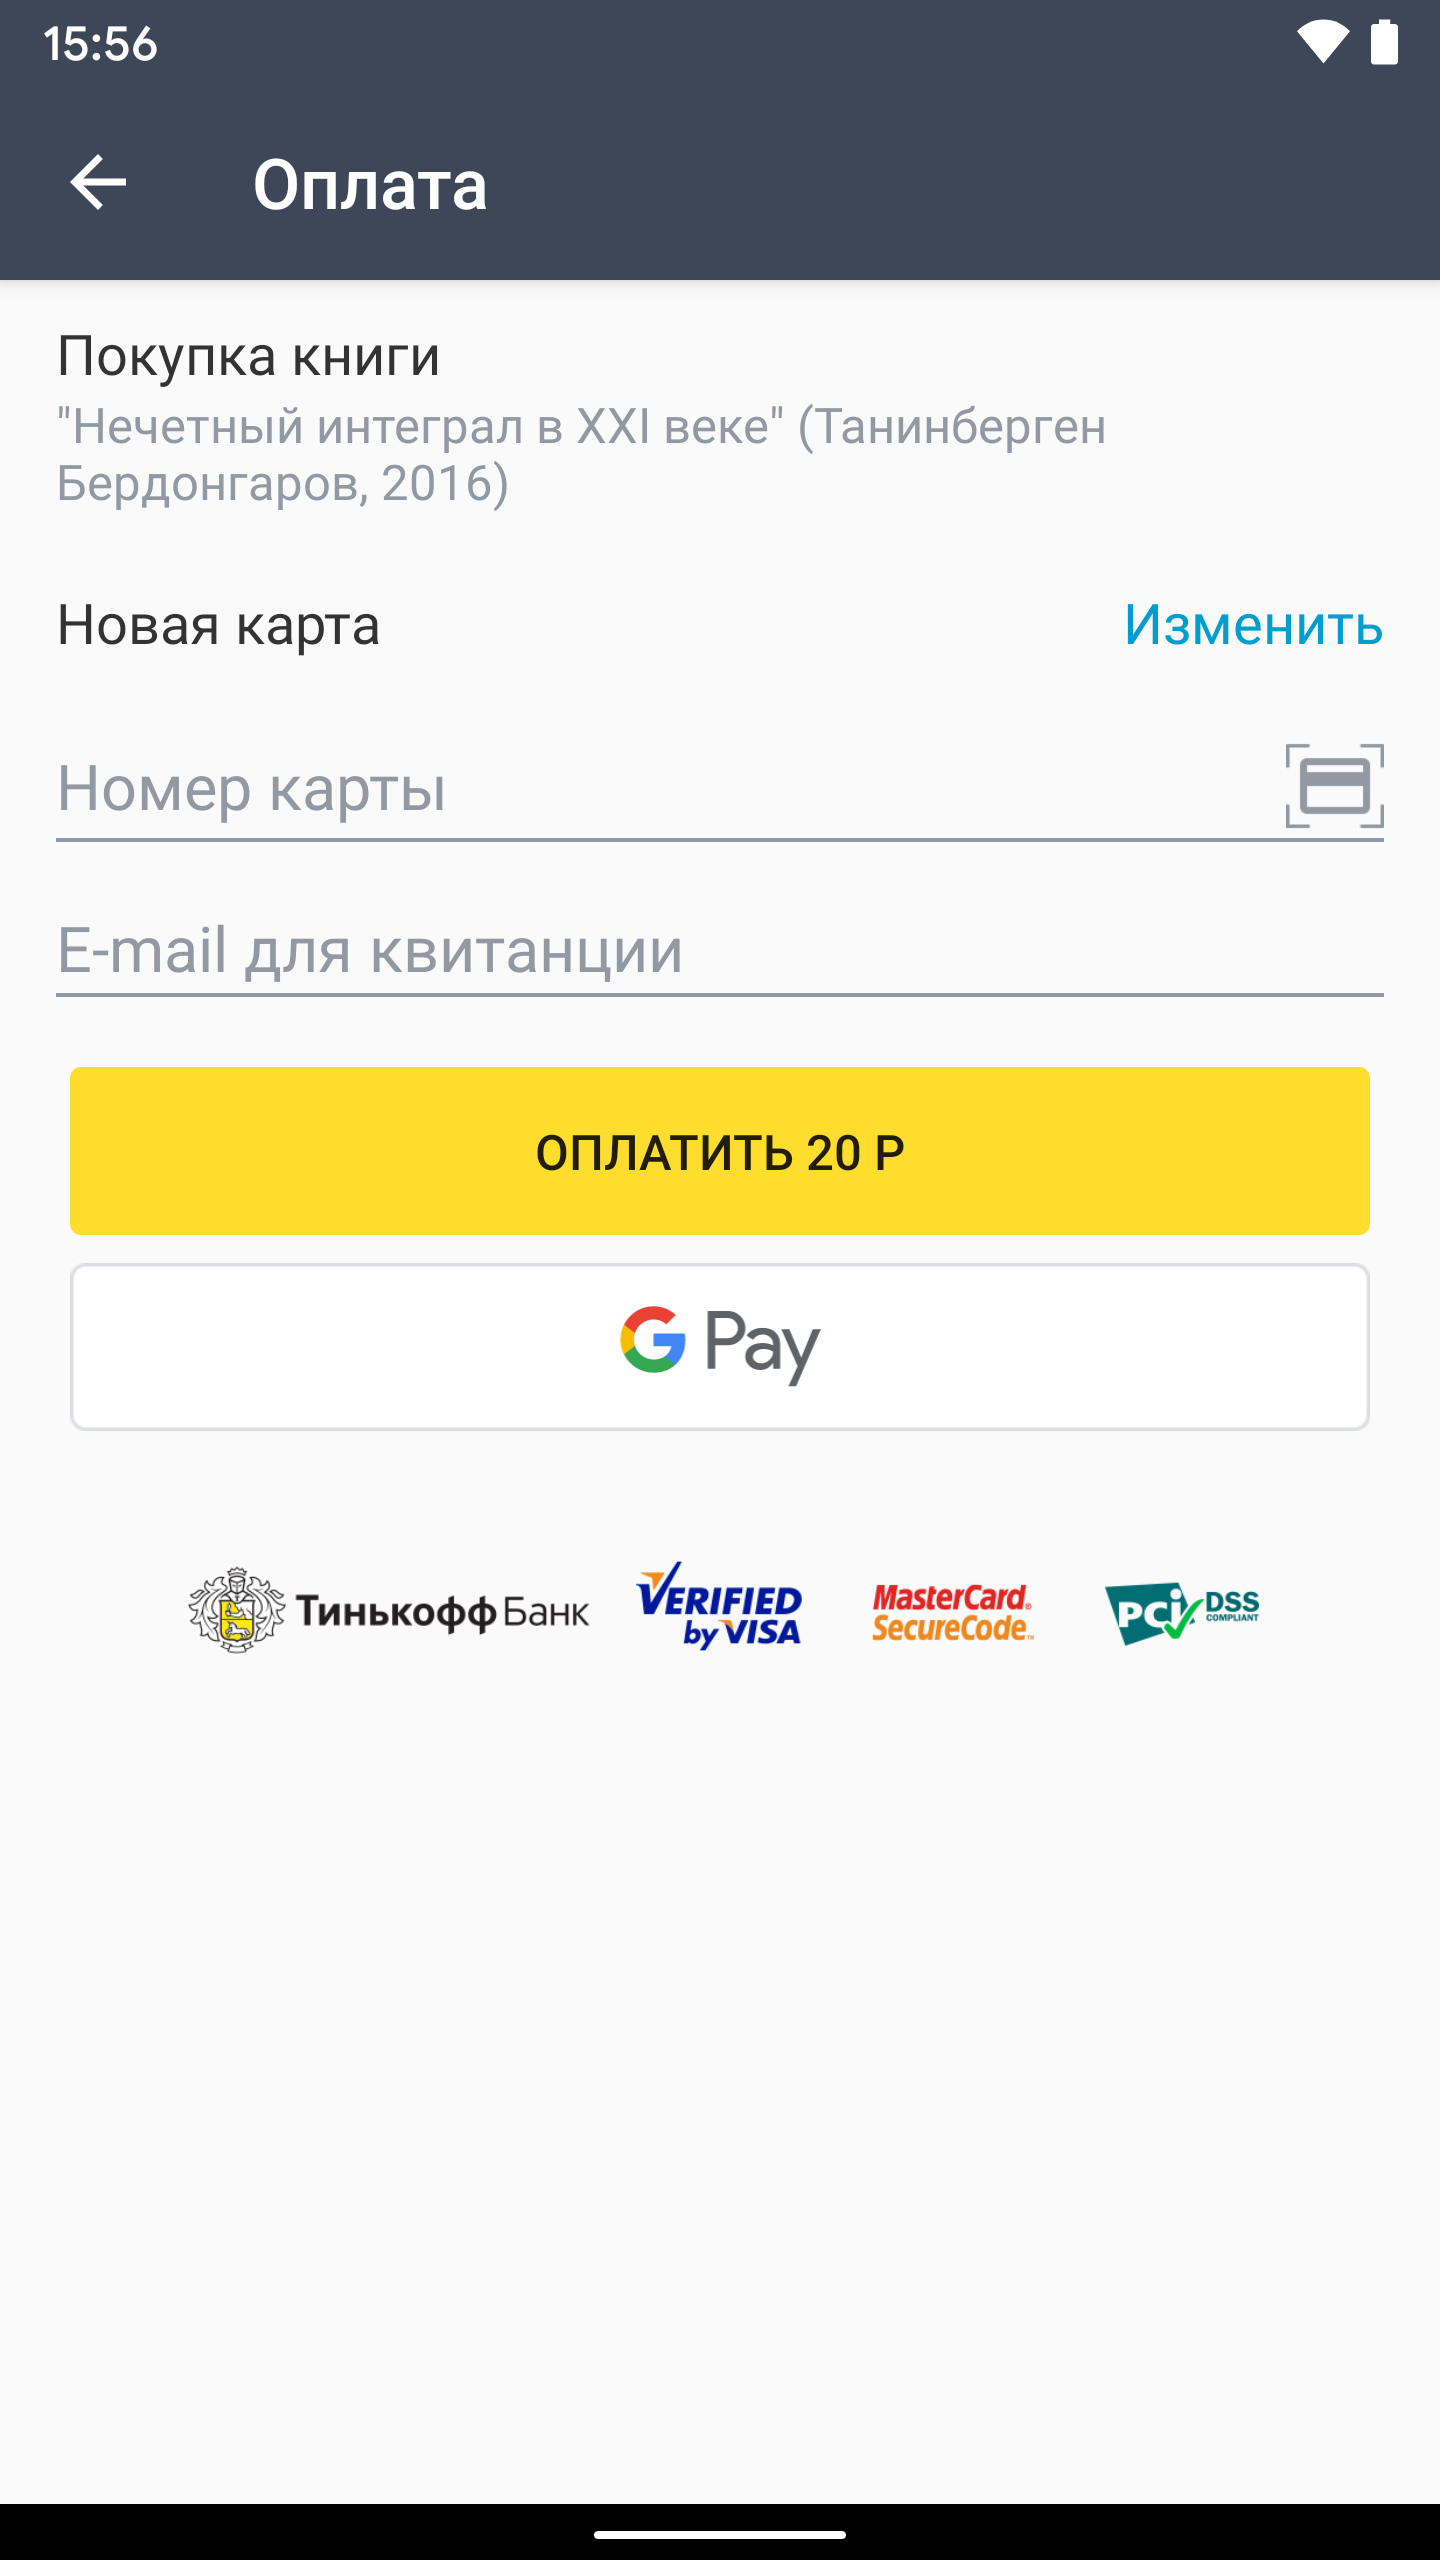 15:56
Оплата
Покупка книги
"Нечетный интеграл в XXI веке" (Танинберген
Бердонгаров, 2016)
Новая карта
Изменить
Номер карты
E-mail для квитанции
ОПЛАТИТЬ 20 Р
G Pay
Тинькофф Банк
VERIFIED
by VISA
MasterCard®
SecureCode™
PCi DSS
COMPLIANT